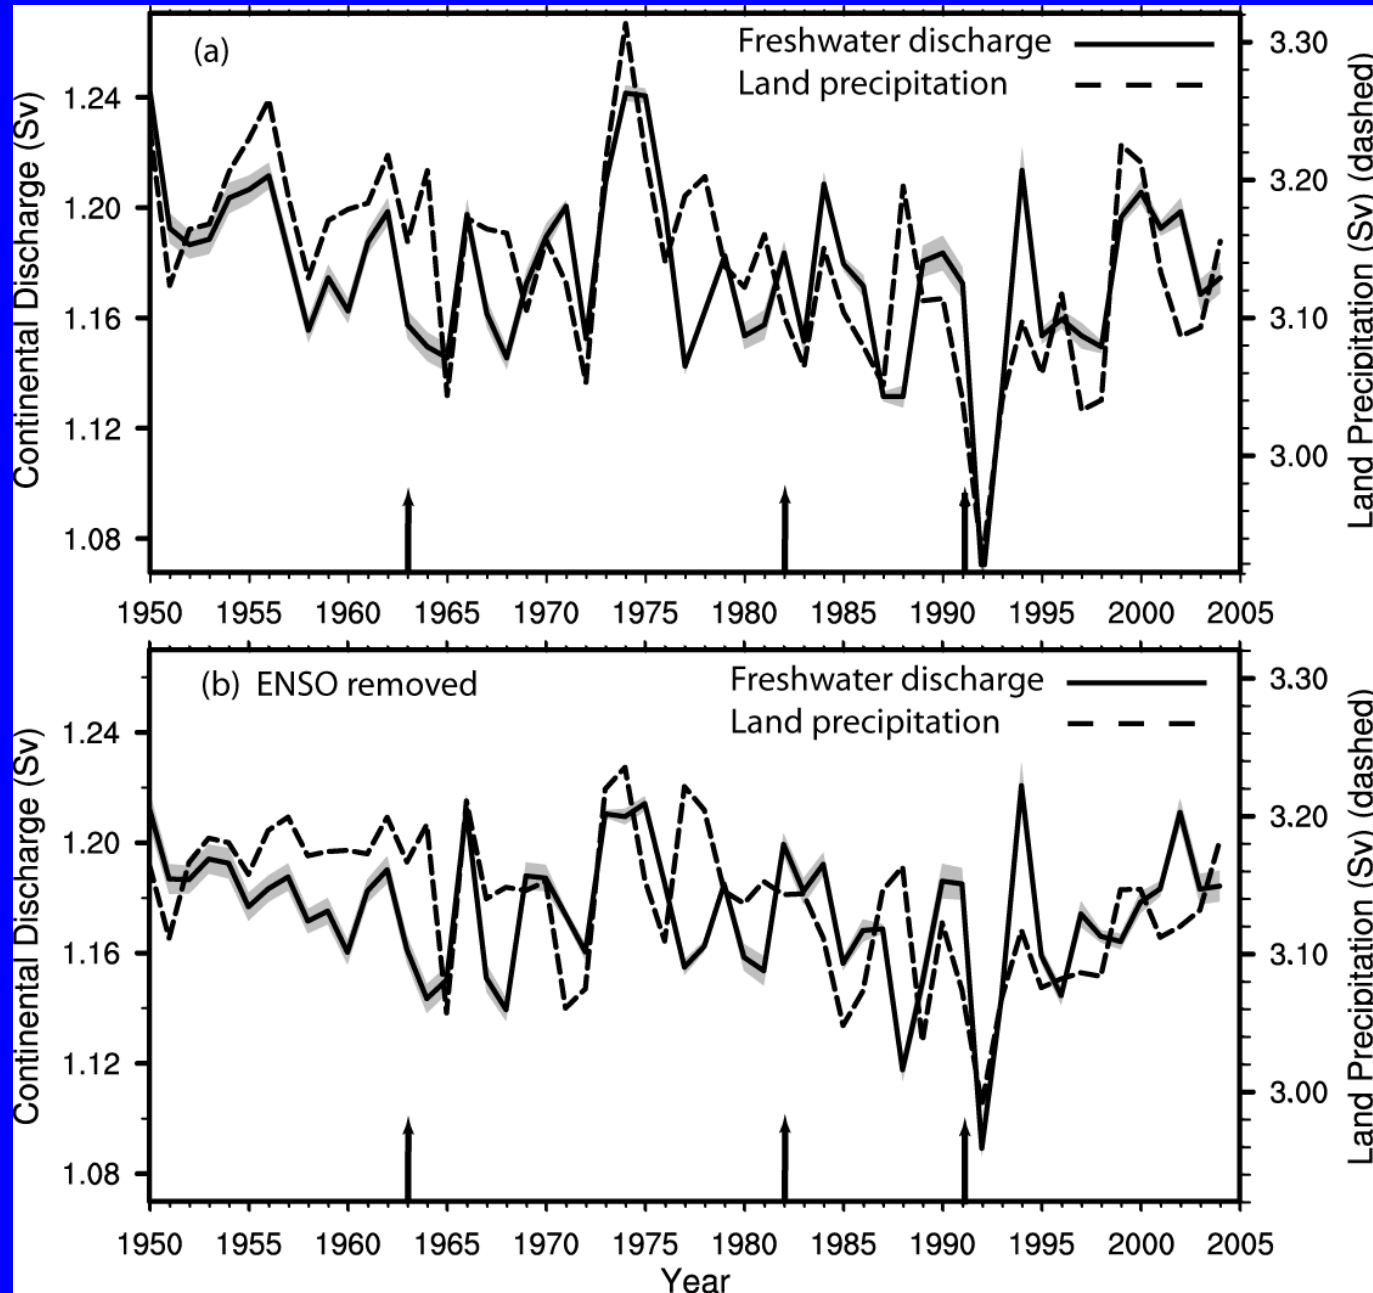 (a)
Freshwater discharge
Land precipitation
Continental Discharge (Sv)
1.24
1.20
1.16
1.12
1.08
3.30
3.20
3.10
3.00
Land Precipitation (Sv) (dashed)
1950 1955 1960 1965 1970 1975 1980 1985 1990 1995 2000 2005
(b) ENSO removed
Freshwater discharge
Land precipitation
Continental Discharge (Sv)
1.24
1.20
1.16
1.12
1.08
3.30
3.20
3.10
3.00
Land Precipitation (Sv) (dashed)
1950 1955 1960 1965 1970 1975 1980 1985 1990 1995 2000 2005
Year